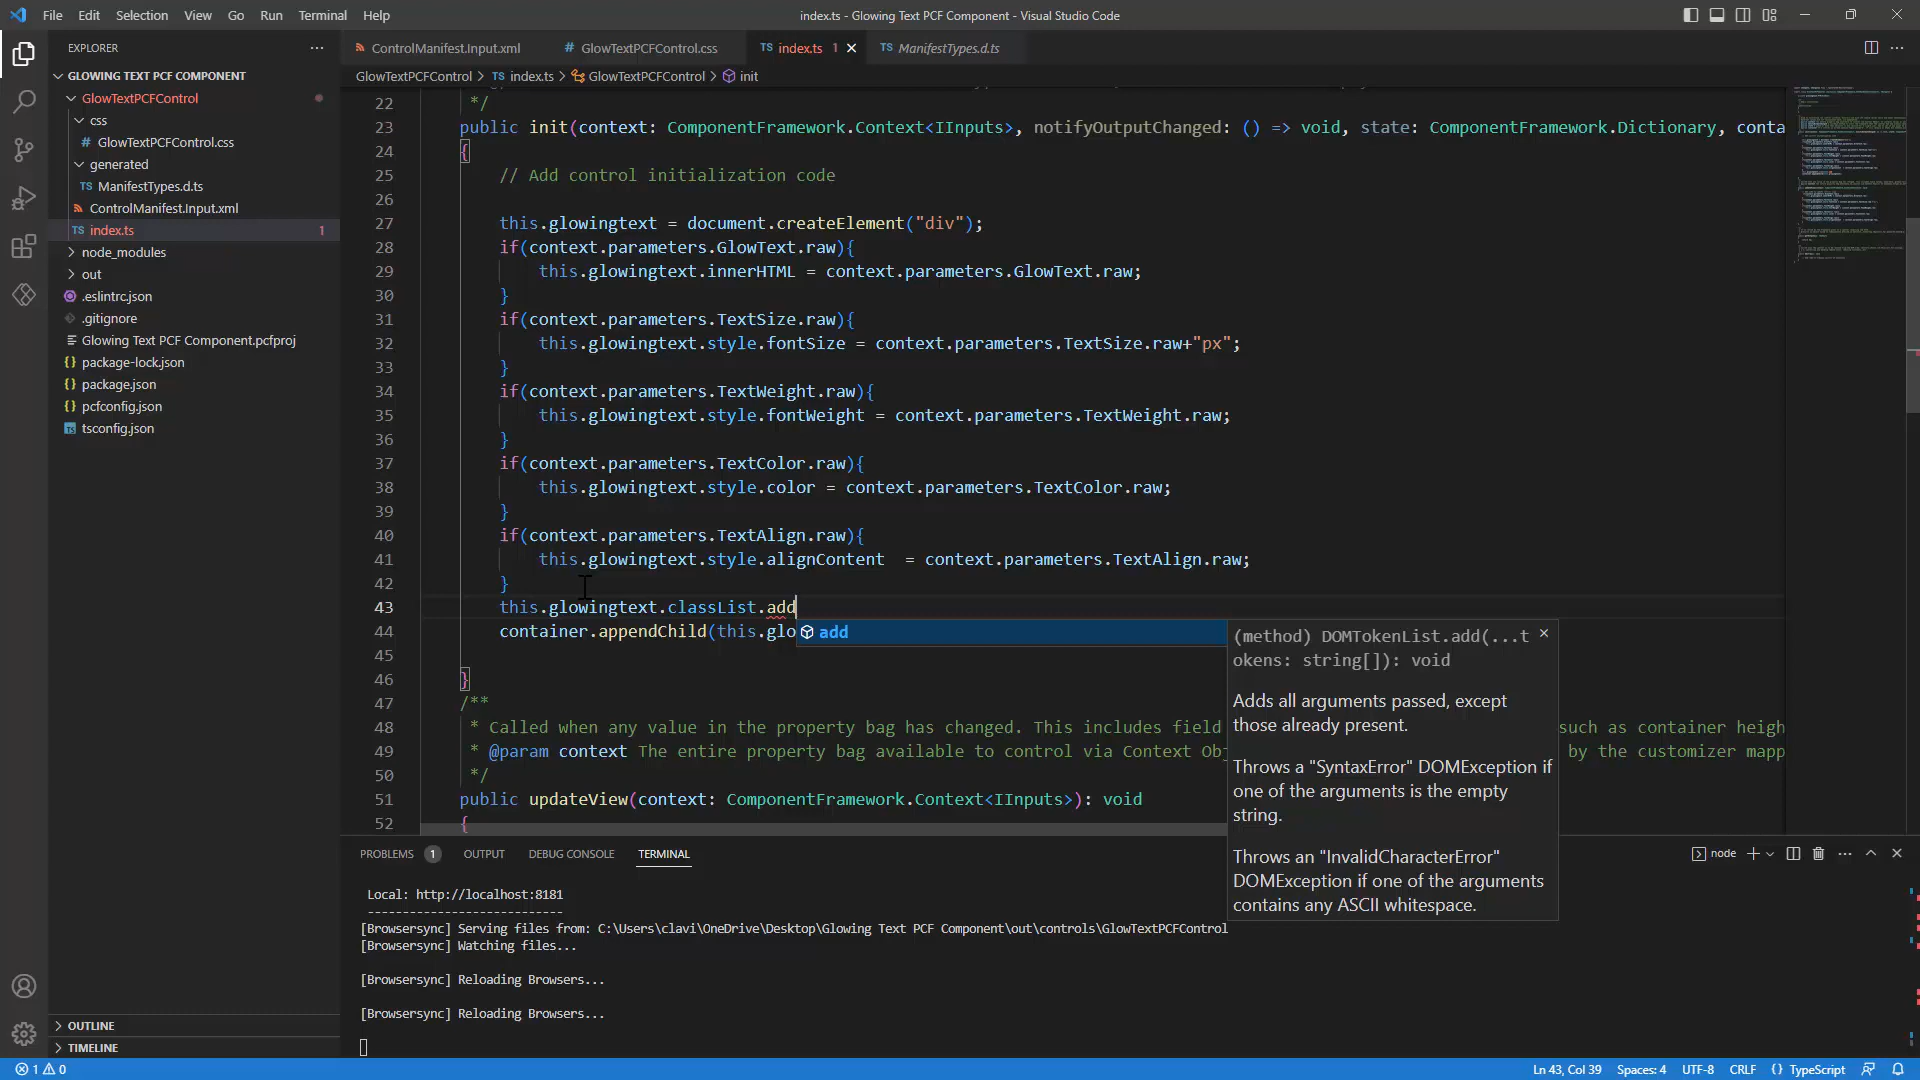 File Edit Selection View Go Run Terminal Help
index.ts - Glowing Text PCF Component - Visual Studio Code
EXPLORER
GLOWING TEXT PCF COMPONENT
GlowTextPCFControl
css
# GlowTextPCFControl.css
generated
TS ManifestTypes.d.ts
ControlManifest.Input.xml
TS index.ts 1
node_modules
out
.eslintrc.json
.gitignore
Glowing Text PCF Component.pcfproj
{} package-lock.json
{} package.json
{} pcfconfig.json
TS tsconfig.json
OUTLINE
TIMELINE
ControlManifest.Input.xml # GlowTextPCFControl.css TS index.ts 1 TS ManifestTypes.d.ts
GlowTextPCFControl > TS index.ts > GlowTextPCFControl > init
22 */
23 public init(context: ComponentFramework.Context<IInputs>, notifyOutputChanged: () => void, state: ComponentFramework.Dictionary, conta
24 {
25 // Add control initialization code
26
27 this.glowingtext = document.createElement("div");
28 if(context.parameters.GlowText.raw){
29 this.glowingtext.innerHTML = context.parameters.GlowText.raw;
30 }
31 if(context.parameters.TextSize.raw){
32 this.glowingtext.style.fontSize = context.parameters.TextSize.raw+"px";
33 }
34 if(context.parameters.TextWeight.raw){
35 this.glowingtext.style.fontWeight = context.parameters.TextWeight.raw;
36 }
37 if(context.parameters.TextColor.raw){
38 this.glowingtext.style.color = context.parameters.TextColor.raw;
39 }
40 if(context.parameters.TextAlign.raw){
41 this.glowingtext.style.alignContent = context.parameters.TextAlign.raw;
42 }
43 this.glowingtext.classList.add
44 container.appendChild(this.glo
45
46 }
47 /**
48 * Called when any value in the property bag has changed. This includes field such as container heigh
49 * @param context The entire property bag available to control via Context Ob by the customizer mapp
50 */
51 public updateView(context: ComponentFramework.Context<IInputs>): void
52 {
add
(method) DOMTokenList.add(...t
okens: string[]): void
Adds all arguments passed, except
those already present.
Throws a "SyntaxError" DOMException if
one of the arguments is the empty
string.
Throws an "InvalidCharacterError"
DOMException if one of the arguments
contains any ASCII whitespace.
PROBLEMS 1 OUTPUT DEBUG CONSOLE TERMINAL
node
Local: http://localhost:8181
----------------------------
[Browsersync] Serving files from: C:\Users\clavi\OneDrive\Desktop\Glowing Text PCF Component\out\controls\GlowTextPCFControl
[Browsersync] Watching files...
[Browsersync] Reloading Browsers...
[Browsersync] Reloading Browsers...
1 0
Ln 43, Col 39 Spaces: 4 UTF-8 CRLF {} TypeScript